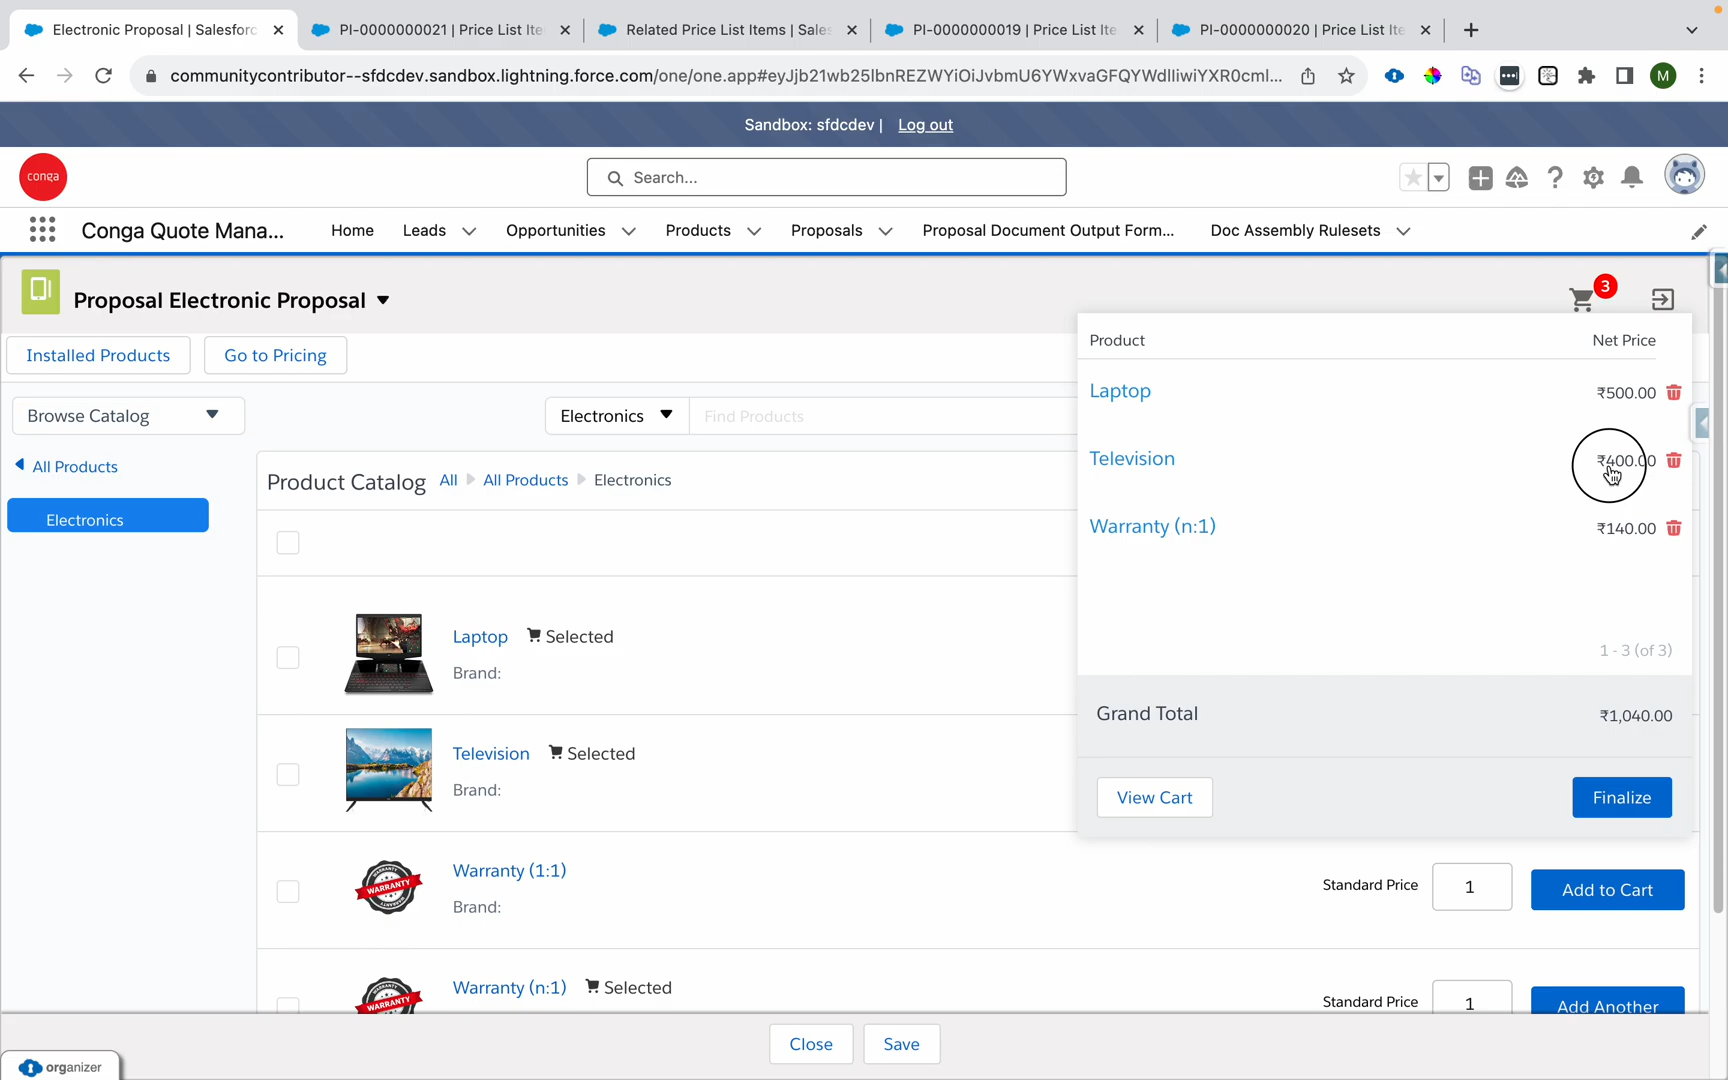 Electronic Proposal | Salesforc
PI-0000000021 | Price List Ite
Related Price List Items | Sales
PI-0000000019 | Price List Ite
PI-0000000020 | Price List Ite
communitycontributor--sfdcdev.sandbox.lightning.force.com/one/one.app#eyJjb21wb25lbnREZWYiOiJvbmU6YWxvaGFQYWdlIiwiYXR0cml...
M
Sandbox: sfdcdev | Log out
conga
Search...
Conga Quote Mana...
Home
Leads
Opportunities
Products
Proposals
Proposal Document Output Form...
Doc Assembly Rulesets
Proposal Electronic Proposal
3
Installed Products
Go to Pricing
Product
Net Price
Laptop
₹500.00
Television
₹400.00
Warranty (n:1)
₹140.00
1 - 3 (of 3)
Grand Total
₹1,040.00
View Cart
Finalize
Browse Catalog
Electronics
Find Products
All Products
Electronics
Product Catalog
All
All Products
Electronics
Laptop
Selected
Brand:
Television
Selected
Brand:
WARRANTY
Warranty (1:1)
Brand:
Standard Price
1
Add to Cart
WARRANTY
Warranty (n:1)
Selected
Standard Price
1
Add Another
Close
Save
organizer